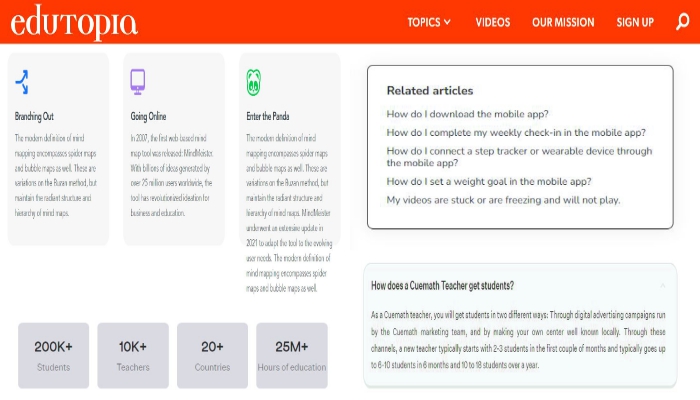 edutopia
TOPICS VIDEOS OUR MISSION SIGN UP
Branching Out
The modern definition of mind
mapping encompasses spider maps
and bubble maps as well. These are
variations on the Buzan method, but
maintain the radiant structure and
hierarchy of mind maps.
Going Online
In 2007, the first web-based mind
map tool was released: MindMeister.
With billions of ideas generated by
over 25 million users worldwide, the
tool has revolutionized ideation for
business and education.
Enter the Panda
The modern definition of mind
mapping encompasses spider maps
and bubble maps as well. These are
variations on the Buzan method, but
maintain the radiant structure and
hierarchy of mind maps. MindMeister
underwent an extensive update in
2021 to adapt the tool to the evolving
user needs. The modern definition of
mind mapping encompasses spider
maps and bubble maps as well.
Related articles
How do I download the mobile app?
How do I complete my weekly check-in in the mobile app?
How do I connect a step tracker or wearable device through
the mobile app?
How do I set a weight goal in the mobile app?
My videos are stuck or are freezing and will not play.
200K+
Students
10K+
Teachers
20+
Countries
25M+
Hours of education
How does a Cuemath Teacher get students?
As a Cuemath teacher, you will get students in two different ways: Through digital advertising campaigns run
by the Cuemath marketing team, and by making your own center well known locally. Through these
channels, a new teacher typically starts with 2-3 students in the first couple of months and typically goes up
to 6-10 students in 6 months and 10 to 18 students over a year.